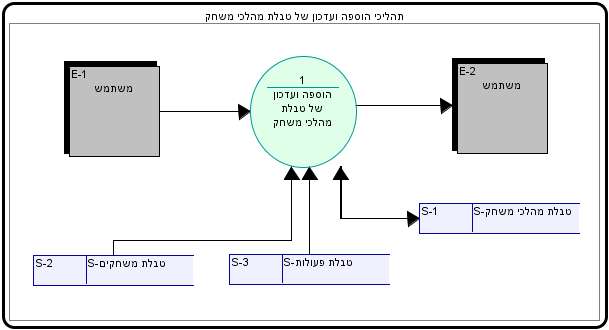 תהליכי הוספה ועדכון של טבלת מהלכי משחק
E-1
משתמש
1
הוספה ועדכון
של טבלת
מהלכי משחק
E-2
משתמש
S-1
טבלת מהלכי משחק-S
S-2
טבלת משחקים-S
S-3
טבלת פעולות-S